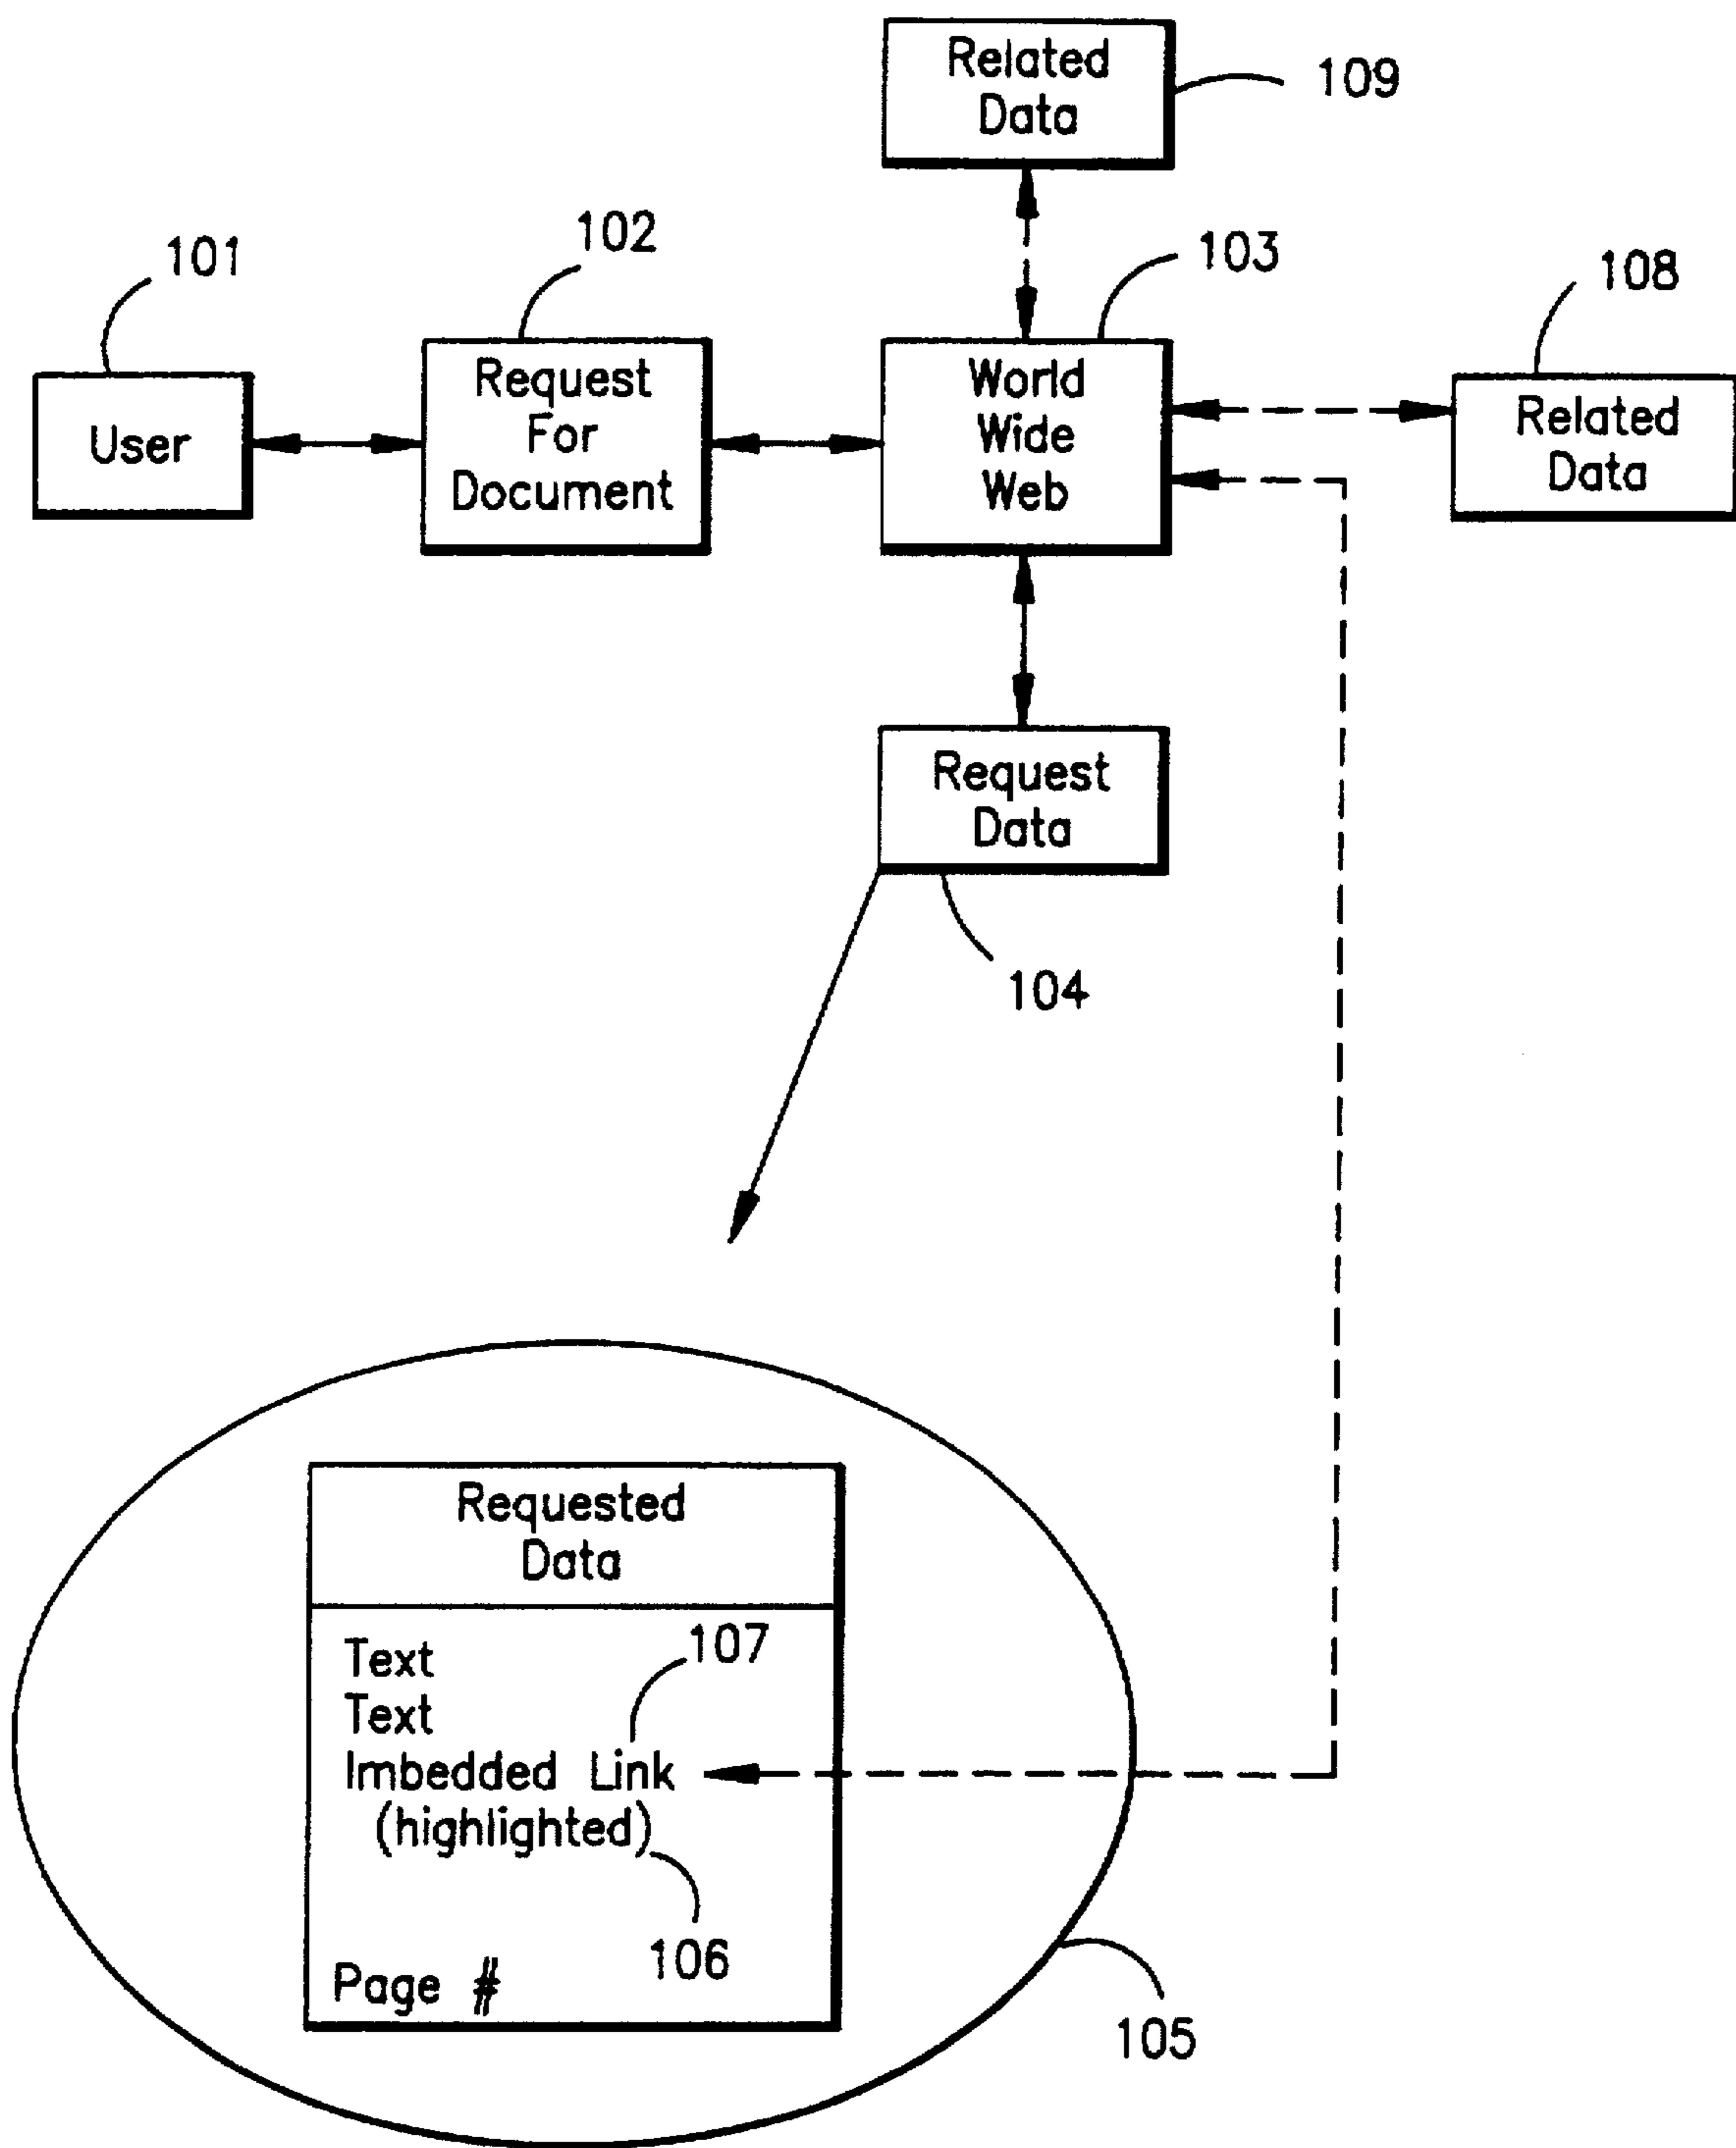 Related
Data
109
101
102
103
108
User
Request
For
Document
World
Wide
Web
Related
Data
Request
Data
104
Requested
Data
Text
107
Text
Imbedded Link
(highlighted)
106
Page #
105